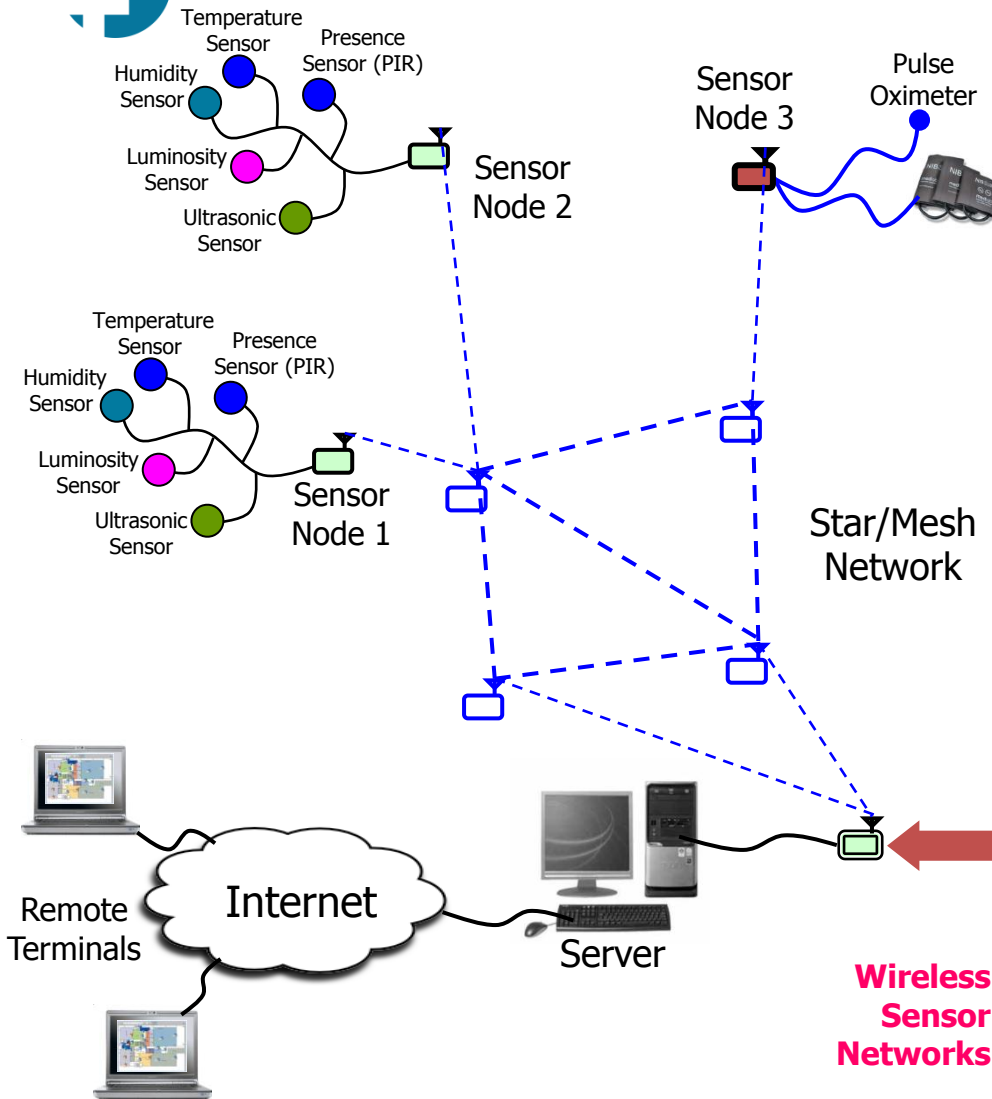 Temperature
Sensor
Presence
Sensor (PIR)
Humidity
Sensor
Luminosity
Sensor
Ultrasonic
Sensor
Sensor
Node 2
Sensor
Node 3
Pulse
Oximeter
NIB
Temperature
Sensor
Presence
Sensor (PIR)
Humidity
Sensor
Luminosity
Sensor
Ultrasonic
Sensor
Sensor
Node 1
Star/Mesh
Network
Remote
Terminals
Internet
Server
Wireless
Sensor
Networks